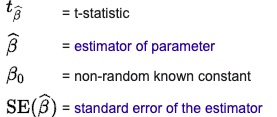 t_β̂ = t-statistic
β̂ = estimator of parameter
β₀ = non-random known constant
SE(β̂) = standard error of the estimator